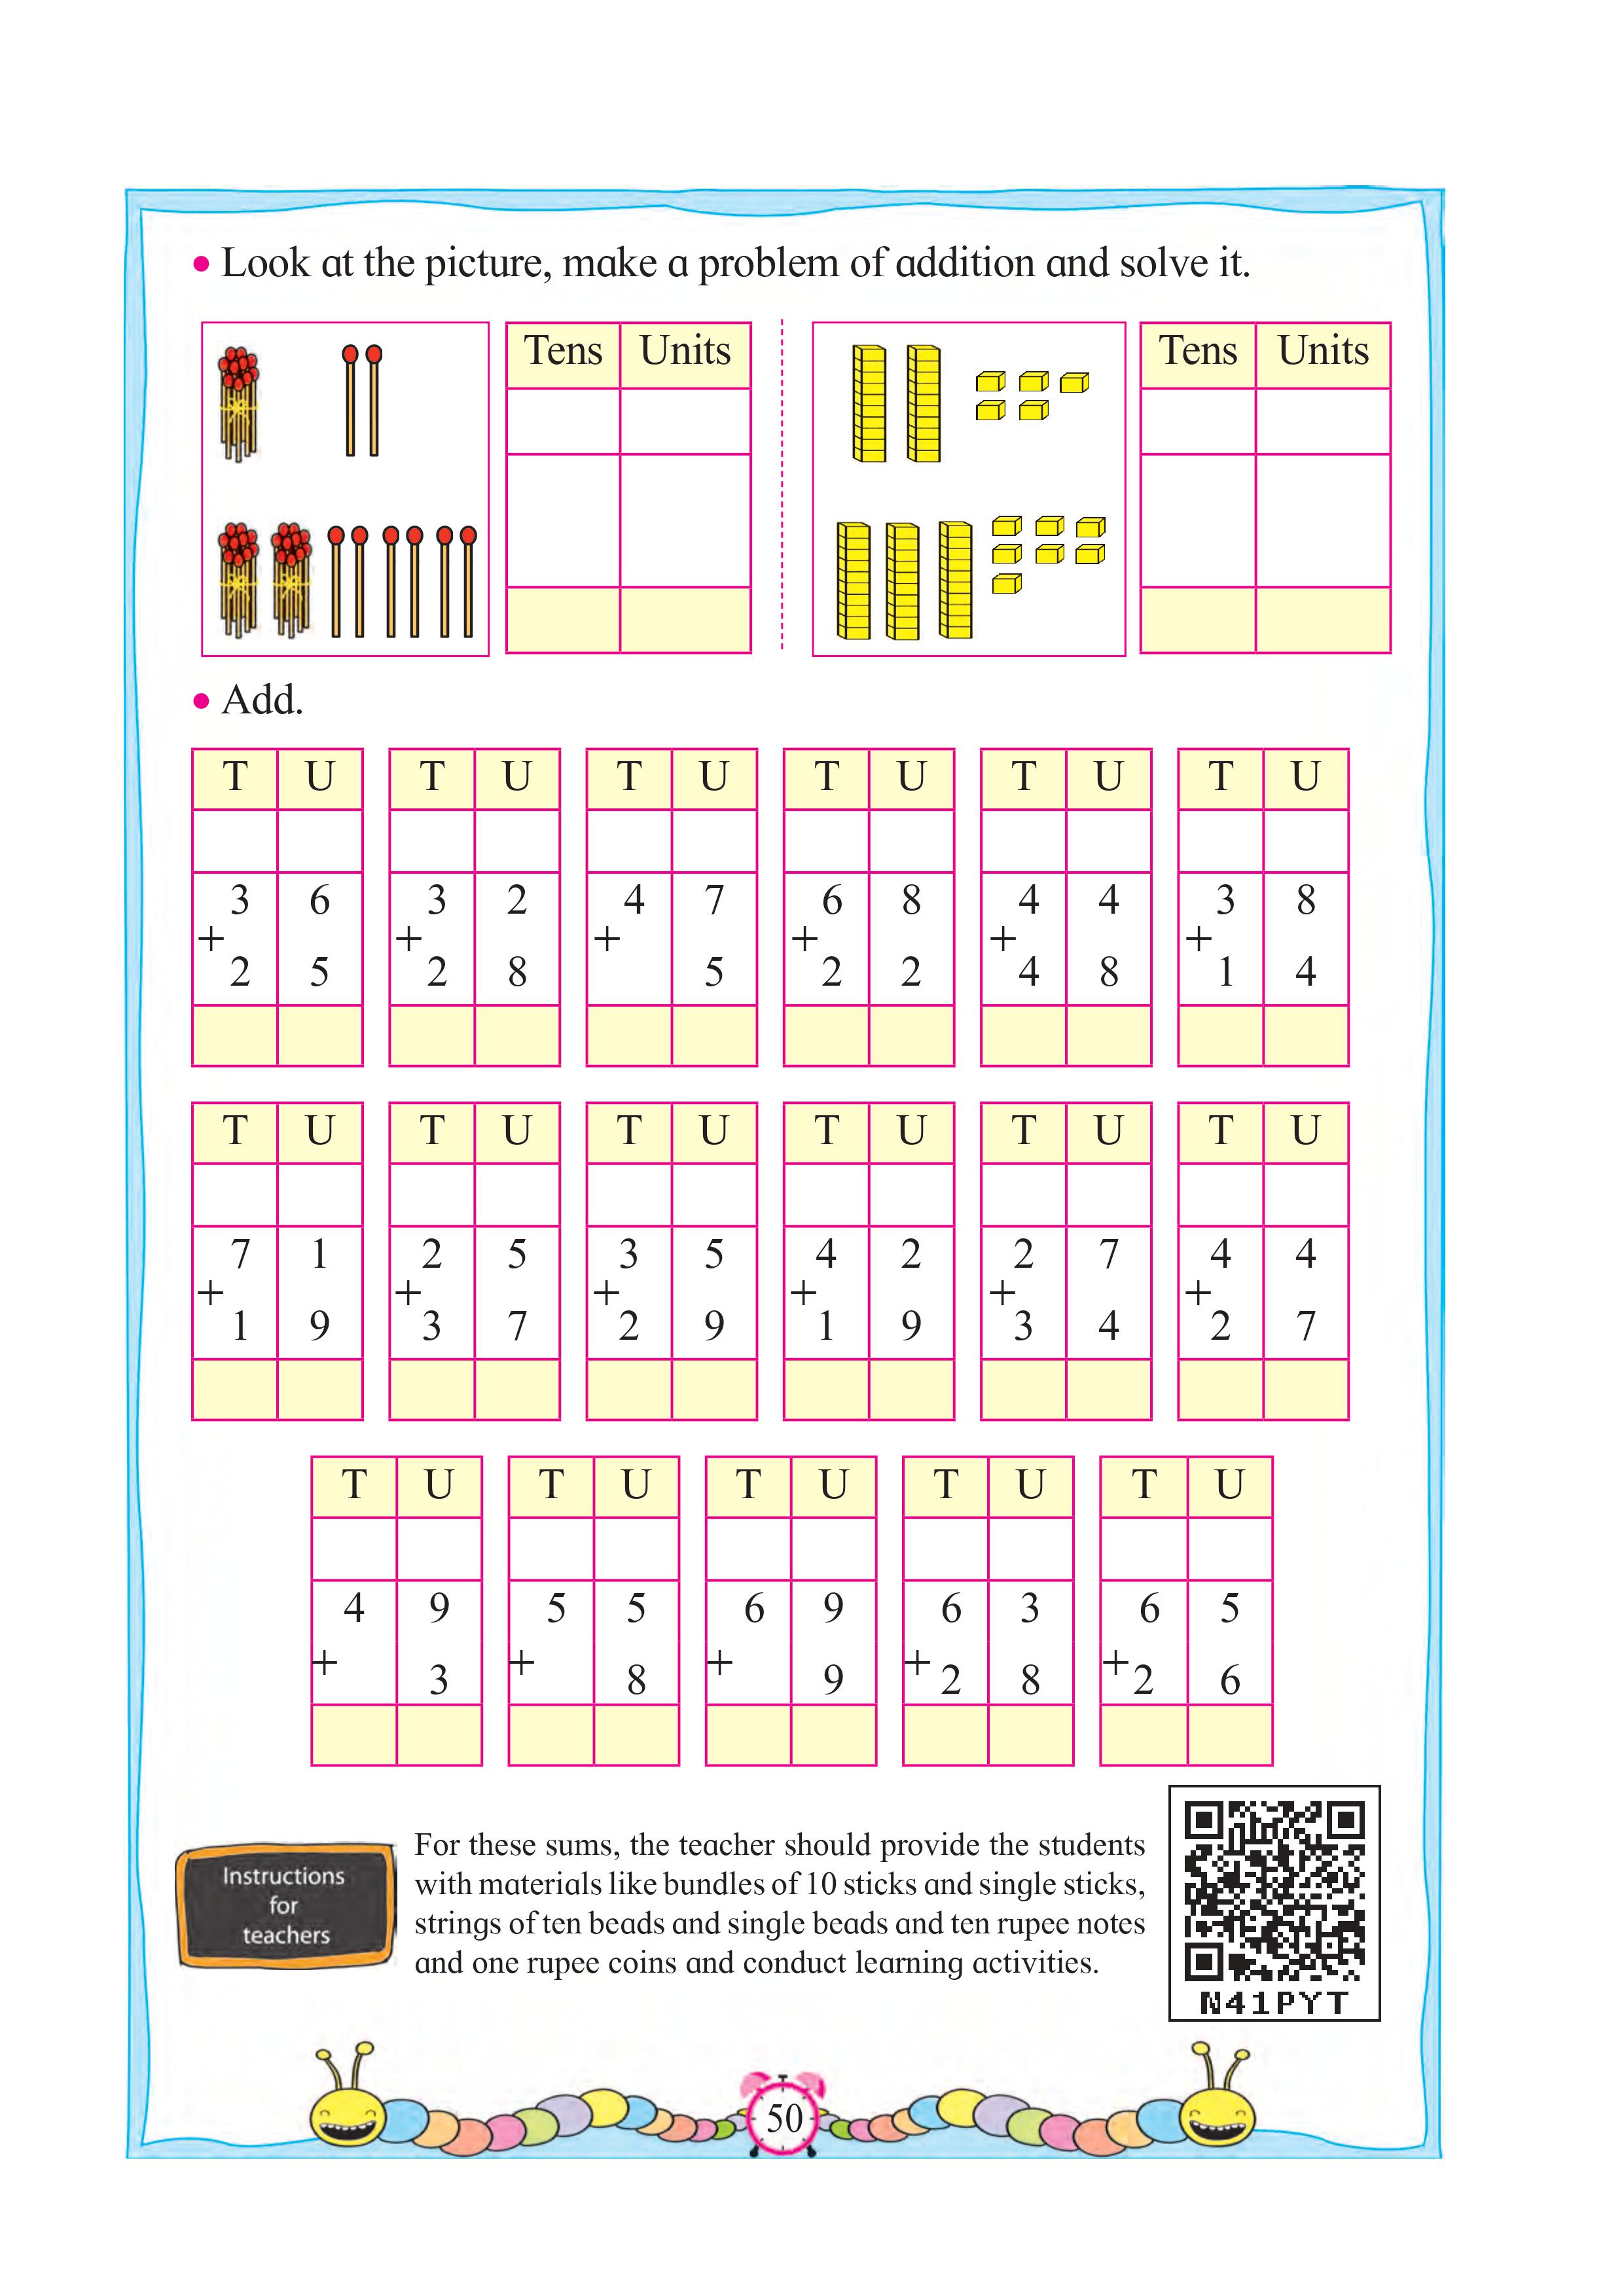 • Look at the picture, make a problem of addition and solve it.
Tens Units Tens Units
• Add.
T U T U T U T U T U T U
3 6 3 2 4 7 6 8 4 4 3 8
+ + + + + +
2 5 2 8 5 2 2 4 8 1 4
T U T U T U T U T U T U
7 1 2 5 3 5 4 2 2 7 4 4
+ + + + + +
1 9 3 7 2 9 1 9 3 4 2 7
T U T U T U T U T U
4 9 5 5 6 9 6 3 6 5
+ + + + +
3 8 9 2 8 2 6
Instructions
for
teachers
For these sums, the teacher should provide the students
with materials like bundles of 10 sticks and single sticks,
strings of ten beads and single beads and ten rupee notes
and one rupee coins and conduct learning activities.
N41PYT
50